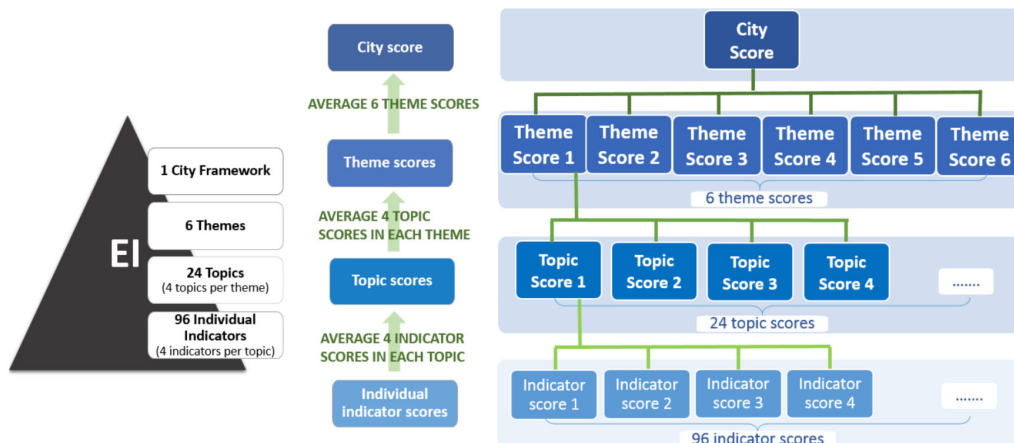 EI
1 City Framework
6 Themes
24 Topics
(4 topics per theme)
96 Individual
Indicators
(4 indicators per topic)
City score
AVERAGE 6 THEME SCORES
Theme scores
AVERAGE 4 TOPIC
SCORES IN EACH THEME
Topic scores
AVERAGE 4 INDICATOR
SCORES IN EACH TOPIC
Individual
indicator scores
City
Score
Theme
Score 1
Theme
Score 2
Theme
Score 3
Theme
Score 4
Theme
Score 5
Theme
Score 6
6 theme scores
Topic
Score 1
Topic
Score 2
Topic
Score 3
Topic
Score 4
.......
24 topic scores
Indicator
score 1
Indicator
score 2
Indicator
score 3
Indicator
score 4
.......
96 indicator scores